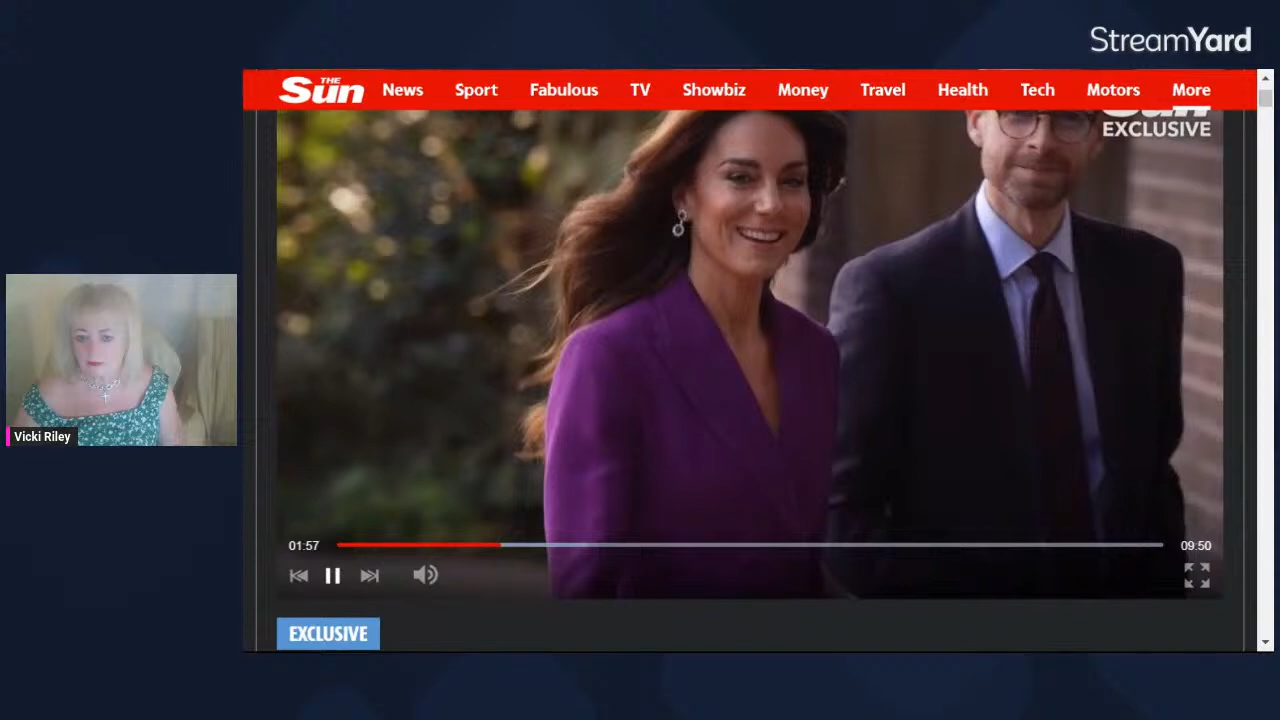 StreamYard
THE Sun News Sport Fabulous TV Showbiz Money Travel Health Tech Motors More
EXCLUSIVE
Vicki Riley
01:57 09:50
EXCLUSIVE